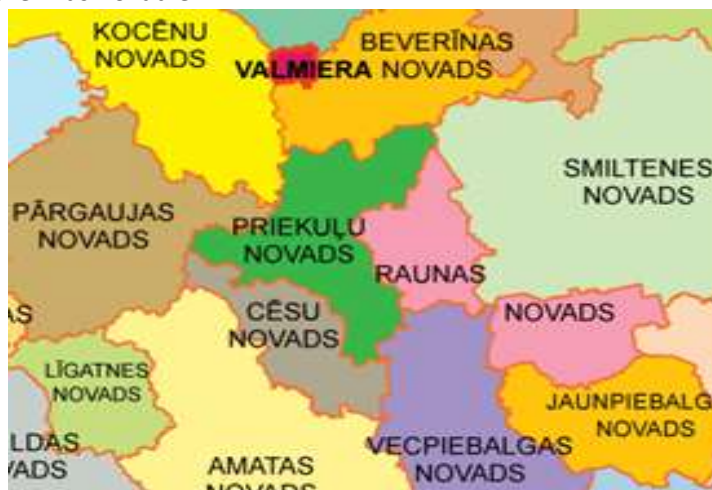 KOCĒNU
NOVADS
BEVERĪNAS
NOVADS
VALMIERA
SMILTENES
NOVADS
PĀRGAUJAS
NOVADS
PRIEKUĻU
NOVADS
RAUNAS
NOVADS
CĒSU
NOVADS
LĪGATNES
NOVADS
JAUNPIEBALG
NOVADS
VECPIEBALGAS
NOVADS
AMATAS
NOVADS
AS
LDAS
VADS